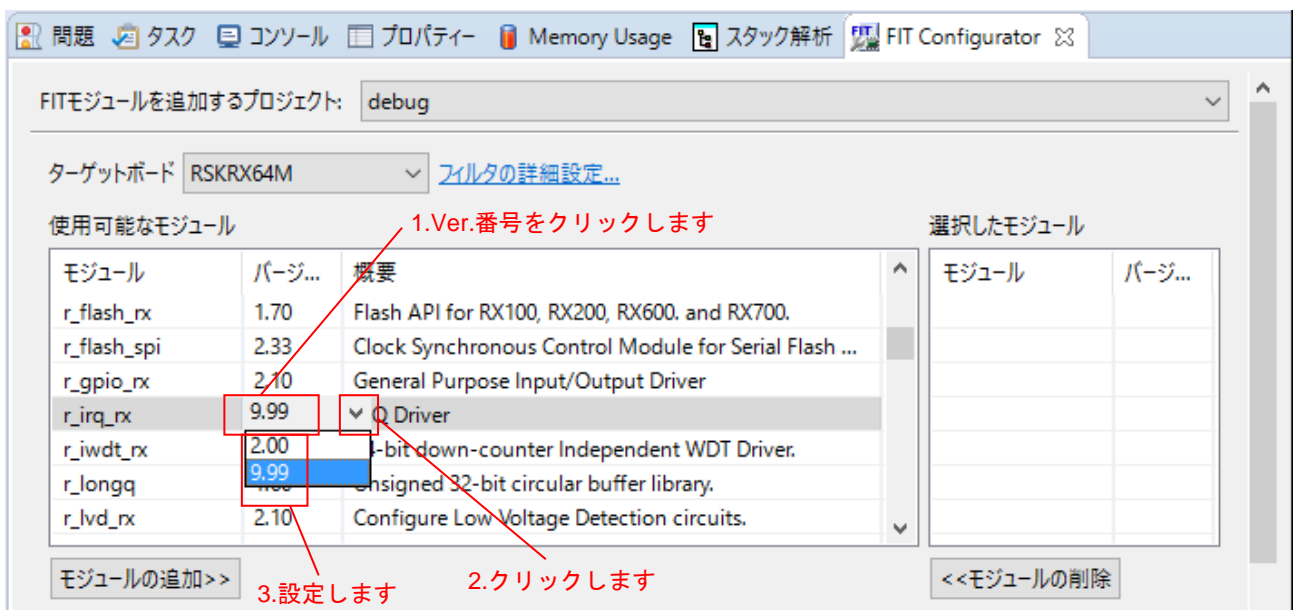 問題 タスク コンソール プロパティー Memory Usage スタック解析 FIT Configurator
FITモジュールを追加するプロジェクト: debug
ターゲットボード RSKRX64M フィルタの詳細設定...
1.Ver.番号をクリックします
使用可能なモジュール 選択したモジュール
モジュール バージ... 概要 モジュール バージ...
r_flash_rx 1.70 Flash API for RX100, RX200, RX600. and RX700.
r_flash_spi 2.33 Clock Synchronous Control Module for Serial Flash ...
r_gpio_rx 2.10 General Purpose Input/Output Driver
r_irq_rx 9.99 Q Driver
r_iwdt_rx 2.00 4-bit down-counter Independent WDT Driver.
r_longq 9.99 Unsigned 32-bit circular buffer library.
r_lvd_rx 2.10 Configure Low Voltage Detection circuits.
モジュールの追加>> 3.設定します 2.クリックします <<モジュールの削除